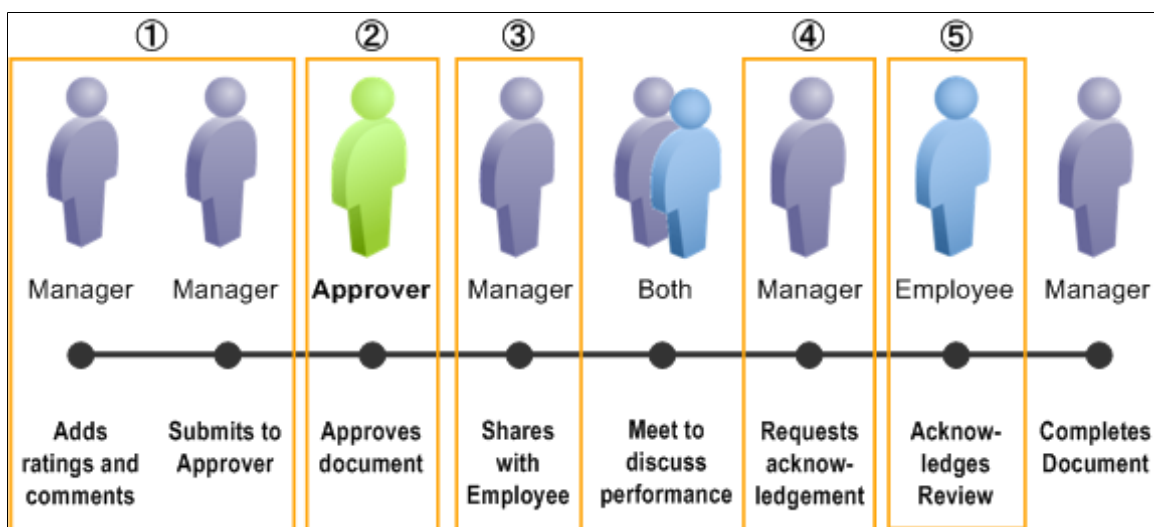 ① ② ③ ④ ⑤
Manager Manager Approver Manager Both Manager Employee Manager
Adds
ratings and
comments
Submits to
Approver
Approves
document
Shares
with
Employee
Meet to
discuss
performance
Requests
acknow-
ledgement
Acknow-
ledges
Review
Completes
Document